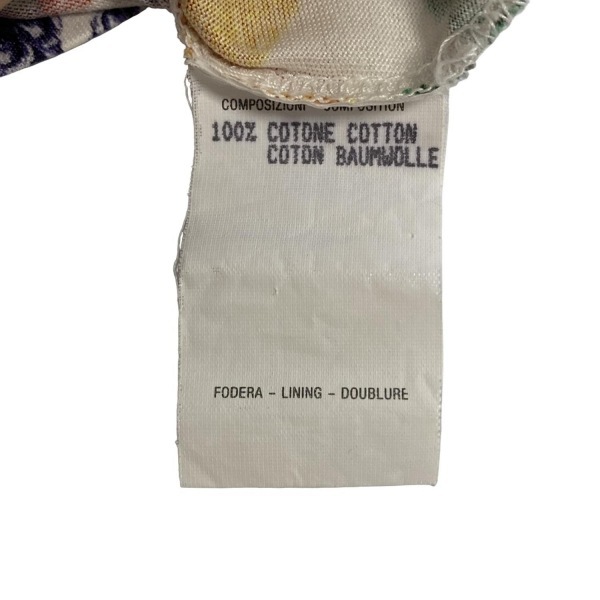 COMPOSIZIONI COMPOSITION
100% COTONE COTTON
COTON BAUMWOLLE
FODERA - LINING - DOUBLURE